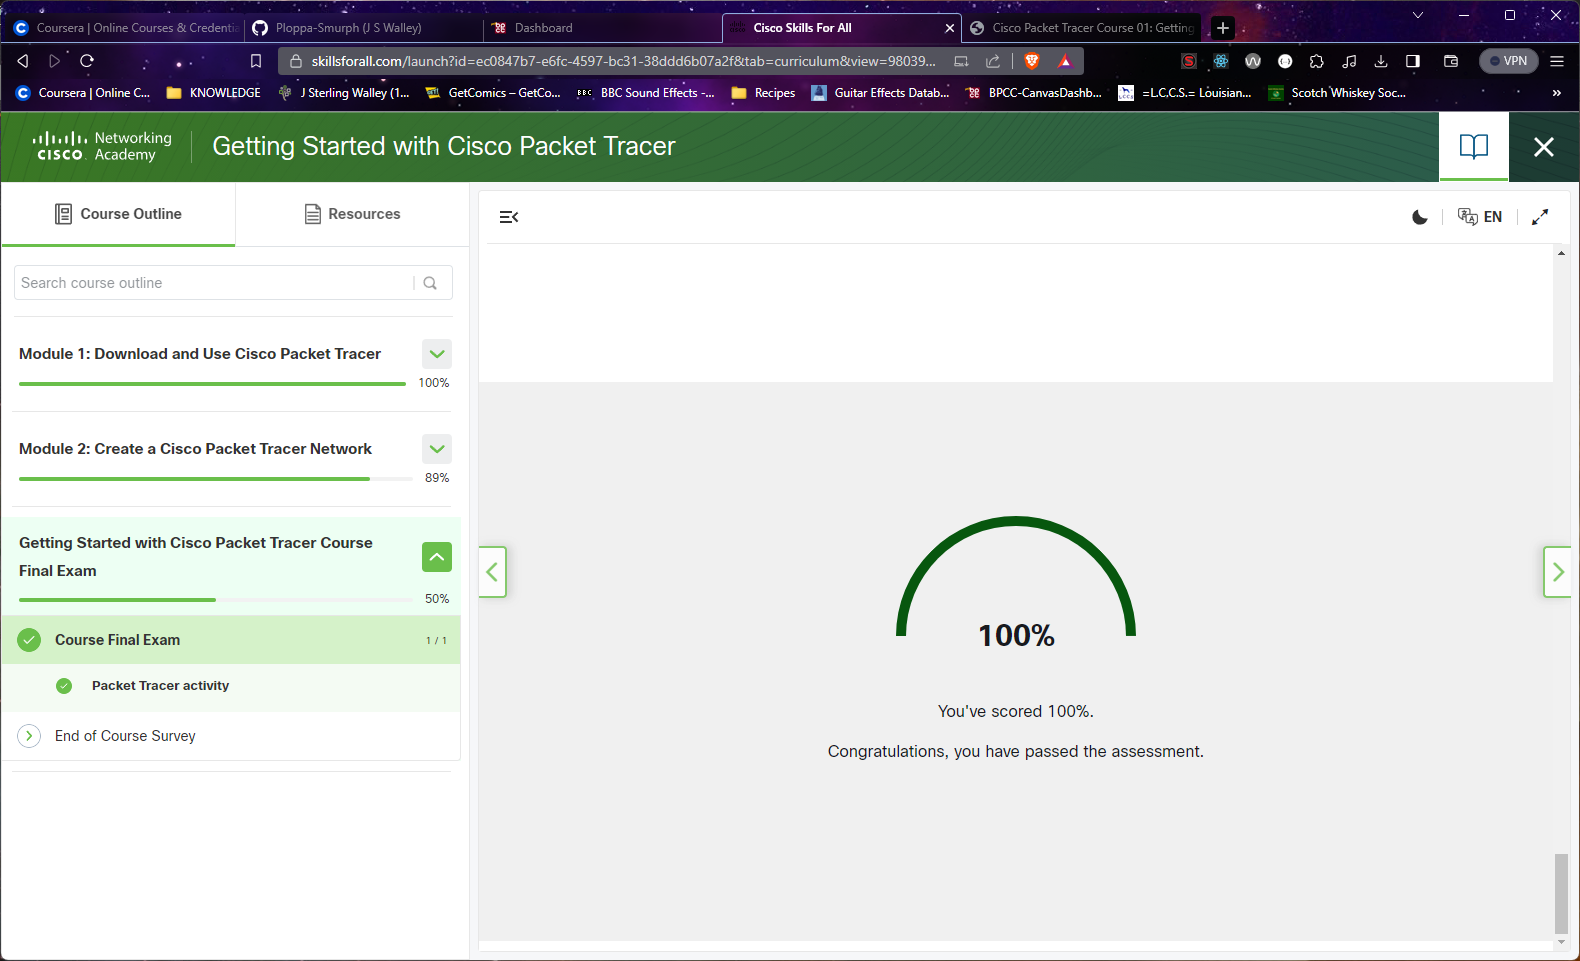 Coursera | Online Courses & Credentia
Ploppa-Smurph (J S Walley)
Dashboard
Cisco Skills For All
Cisco Packet Tracer Course 01: Getting
skillsforall.com/launch?id=ec0847b7-e6fc-4597-bc31-38ddd6b07a2f&tab=curriculum&view=98039...
VPN
Coursera | Online C...
KNOWLEDGE
J Sterling Walley (1...
GetComics – GetCo...
BBC
BBC Sound Effects -...
Recipes
Guitar Effects Datab...
BPCC-CanvasDashb...
=L.C.C.S.= Louisian...
Scotch Whiskey Soc...
»
cisco
Networking
Academy
Getting Started with Cisco Packet Tracer
Course Outline
Resources
EN
Search course outline
Module 1: Download and Use Cisco Packet Tracer
100%
Module 2: Create a Cisco Packet Tracer Network
89%
Getting Started with Cisco Packet Tracer Course
Final Exam
50%
Course Final Exam
1 / 1
Packet Tracer activity
End of Course Survey
100%
You've scored 100%.
Congratulations, you have passed the assessment.